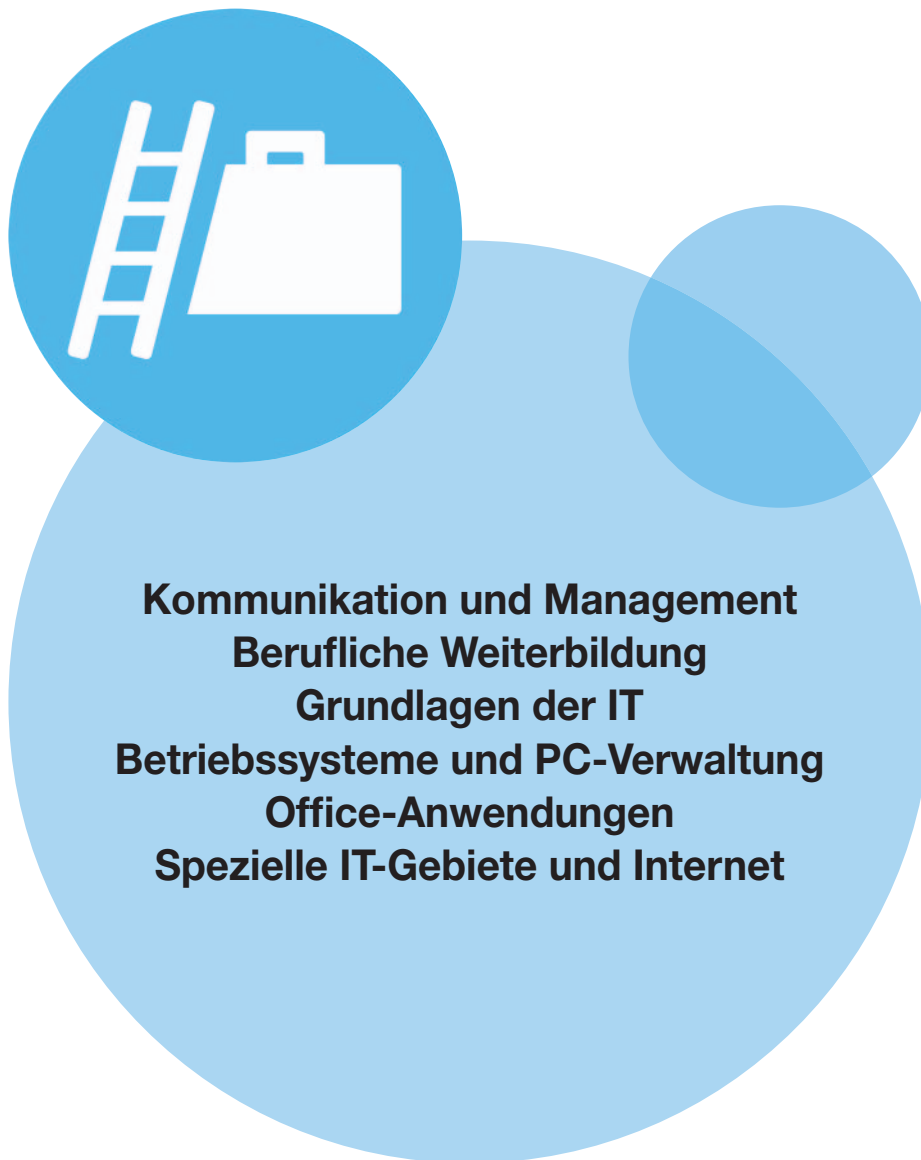 Kommunikation und Management
Berufliche Weiterbildung
Grundlagen der IT
Betriebssysteme und PC-Verwaltung
Office-Anwendungen
Spezielle IT-Gebiete und Internet